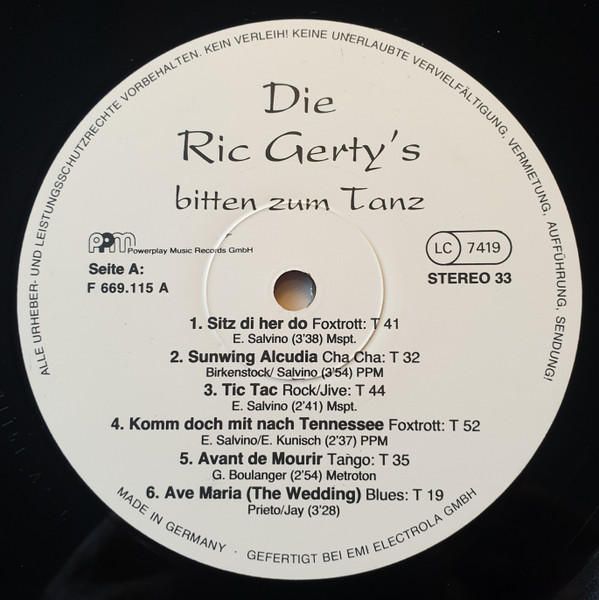 ALLE URHEBER- UND LEISTUNGSSCHUTZRECHTE VORBEHALTEN. KEIN VERLEIH! KEINE UNERLAUBTE VERVIELFÄLTIGUNG, VERMIETUNG, AUFFÜHRUNG, SENDUNG!
Die
Ric Gerty's
bitten zum Tanz
ppm Powerplay Music Records GmbH
LC 7419
Seite A:
STEREO 33
F 669.115 A
1. Sitz di her do Foxtrott: T 41
E. Salvino (3'38) Mspt.
2. Sunwing Alcudia Cha Cha: T 32
Birkenstock/ Salvino (3'54) PPM
3. Tic Tac Rock/Jive: T 44
E. Salvino (2'41) Mspt.
4. Komm doch mit nach Tennessee Foxtrott: T 52
E. Salvino/E. Kunisch (2'37) PPM
5. Avant de Mourir Tango: T 35
G. Boulanger (2'54) Metroton
6. Ave Maria (The Wedding) Blues: T 19
Prieto/Jay (3'28)
MADE IN GERMANY · GEFERTIGT BEI EMI ELECTROLA GMBH